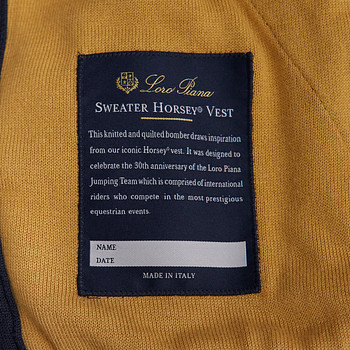 Loro Piana
SWEATER HORSEY® VEST
This knitted and quilted bomber draws inspiration
from our iconic Horsey® vest. It was designed to
celebrate the 30th anniversary of the Loro Piana
Jumping Team which is comprised of international
riders who compete in the most prestigious
equestrian events.
NAME
DATE
MADE IN ITALY